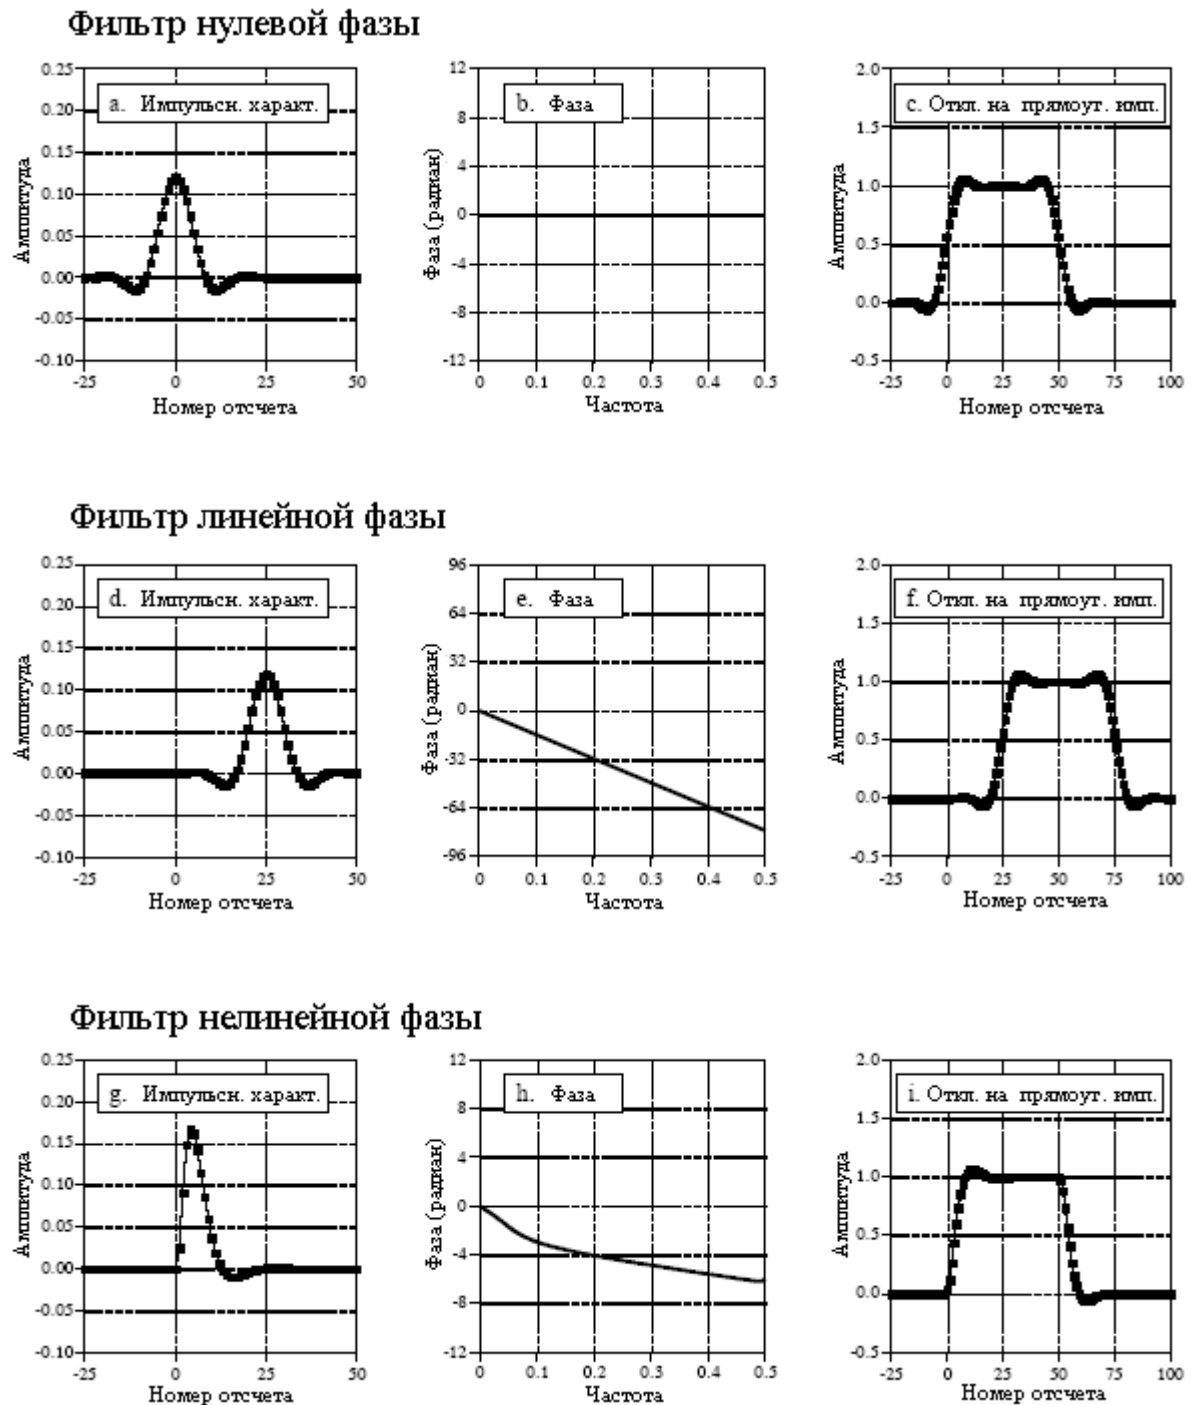 Фильтр нулевой фазы
a. Импульсн. характ.
0.25
0.20
0.15
0.10
0.05
0.00
-0.05
-0.10
Амплитуда
-25 0 25 50
Номер отсчета
b. Фаза
12
8
4
0
-4
-8
-12
Фаза (радиан)
0 0.1 0.2 0.3 0.4 0.5
Частота
c. Откл. на прямоуг. имп.
2.0
1.5
1.0
0.5
0.0
-0.5
Амплитуда
-25 0 25 50 75 100
Номер отсчета
Фильтр линейной фазы
d. Импульсн. характ.
0.25
0.20
0.15
0.10
0.05
0.00
-0.05
-0.10
Амплитуда
-25 0 25 50
Номер отсчета
e. Фаза
96
64
32
0
-32
-64
-96
Фаза (радиан)
0 0.1 0.2 0.3 0.4 0.5
Частота
f. Откл. на прямоуг. имп.
2.0
1.5
1.0
0.5
0.0
-0.5
Амплитуда
-25 0 25 50 75 100
Номер отсчета
Фильтр нелинейной фазы
g. Импульсн. характ.
0.25
0.20
0.15
0.10
0.05
0.00
-0.05
-0.10
Амплитуда
-25 0 25 50
Номер отсчета
h. Фаза
12
8
4
0
-4
-8
-12
Фаза (радиан)
0 0.1 0.2 0.3 0.4 0.5
Частота
i. Откл. на прямоуг. имп.
2.0
1.5
1.0
0.5
0.0
-0.5
Амплитуда
-25 0 25 50 75 100
Номер отсчета